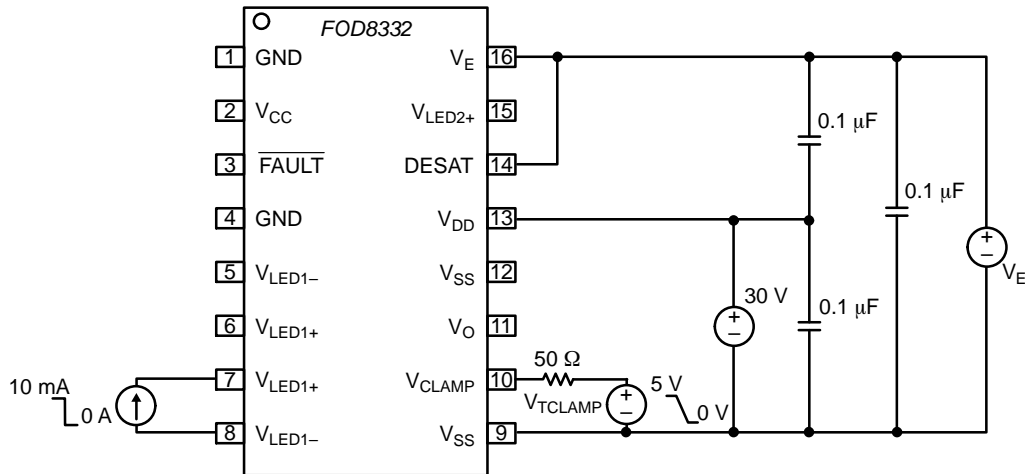 FOD8332
1 GND
2 VCC
3 FAULT
4 GND
5 VLED1–
6 VLED1+
7 VLED1+
8 VLED1–
VE 16
VLED2+ 15
DESAT 14
VDD 13
VSS 12
VO 11
VCLAMP 10
VSS 9
10 mA
0 A
50 Ω
VTCLAMP
+
–
5 V
0 V
30 V
+
–
0.1 μF
0.1 μF
0.1 μF
+
–
VE